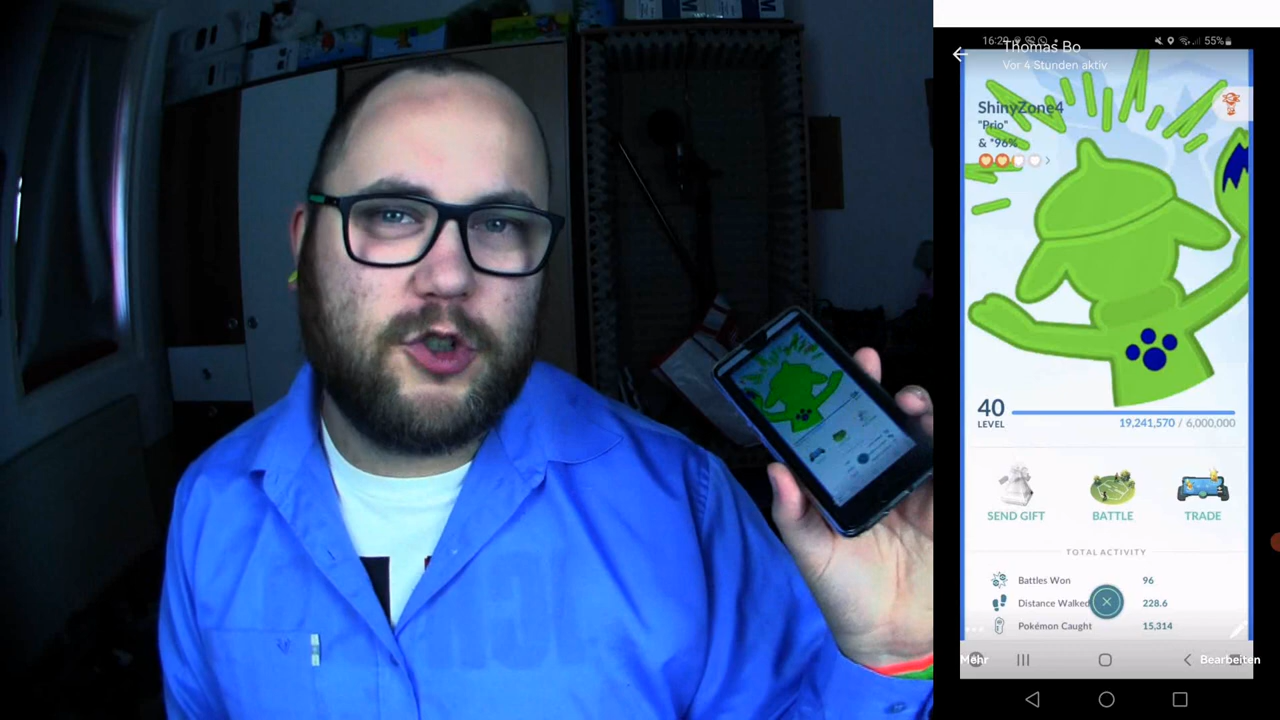 16:29
55%
Thomas Bo
Vor 4 Stunden aktiv
ShinyZone4
"Prio"
& *96%
40
LEVEL
19,241,570 / 6,000,000
SEND GIFT
BATTLE
TRADE
TOTAL ACTIVITY
Battles Won 96
Distance Walked 228.6
Pokémon Caught 15,314
Mehr
Bearbeiten